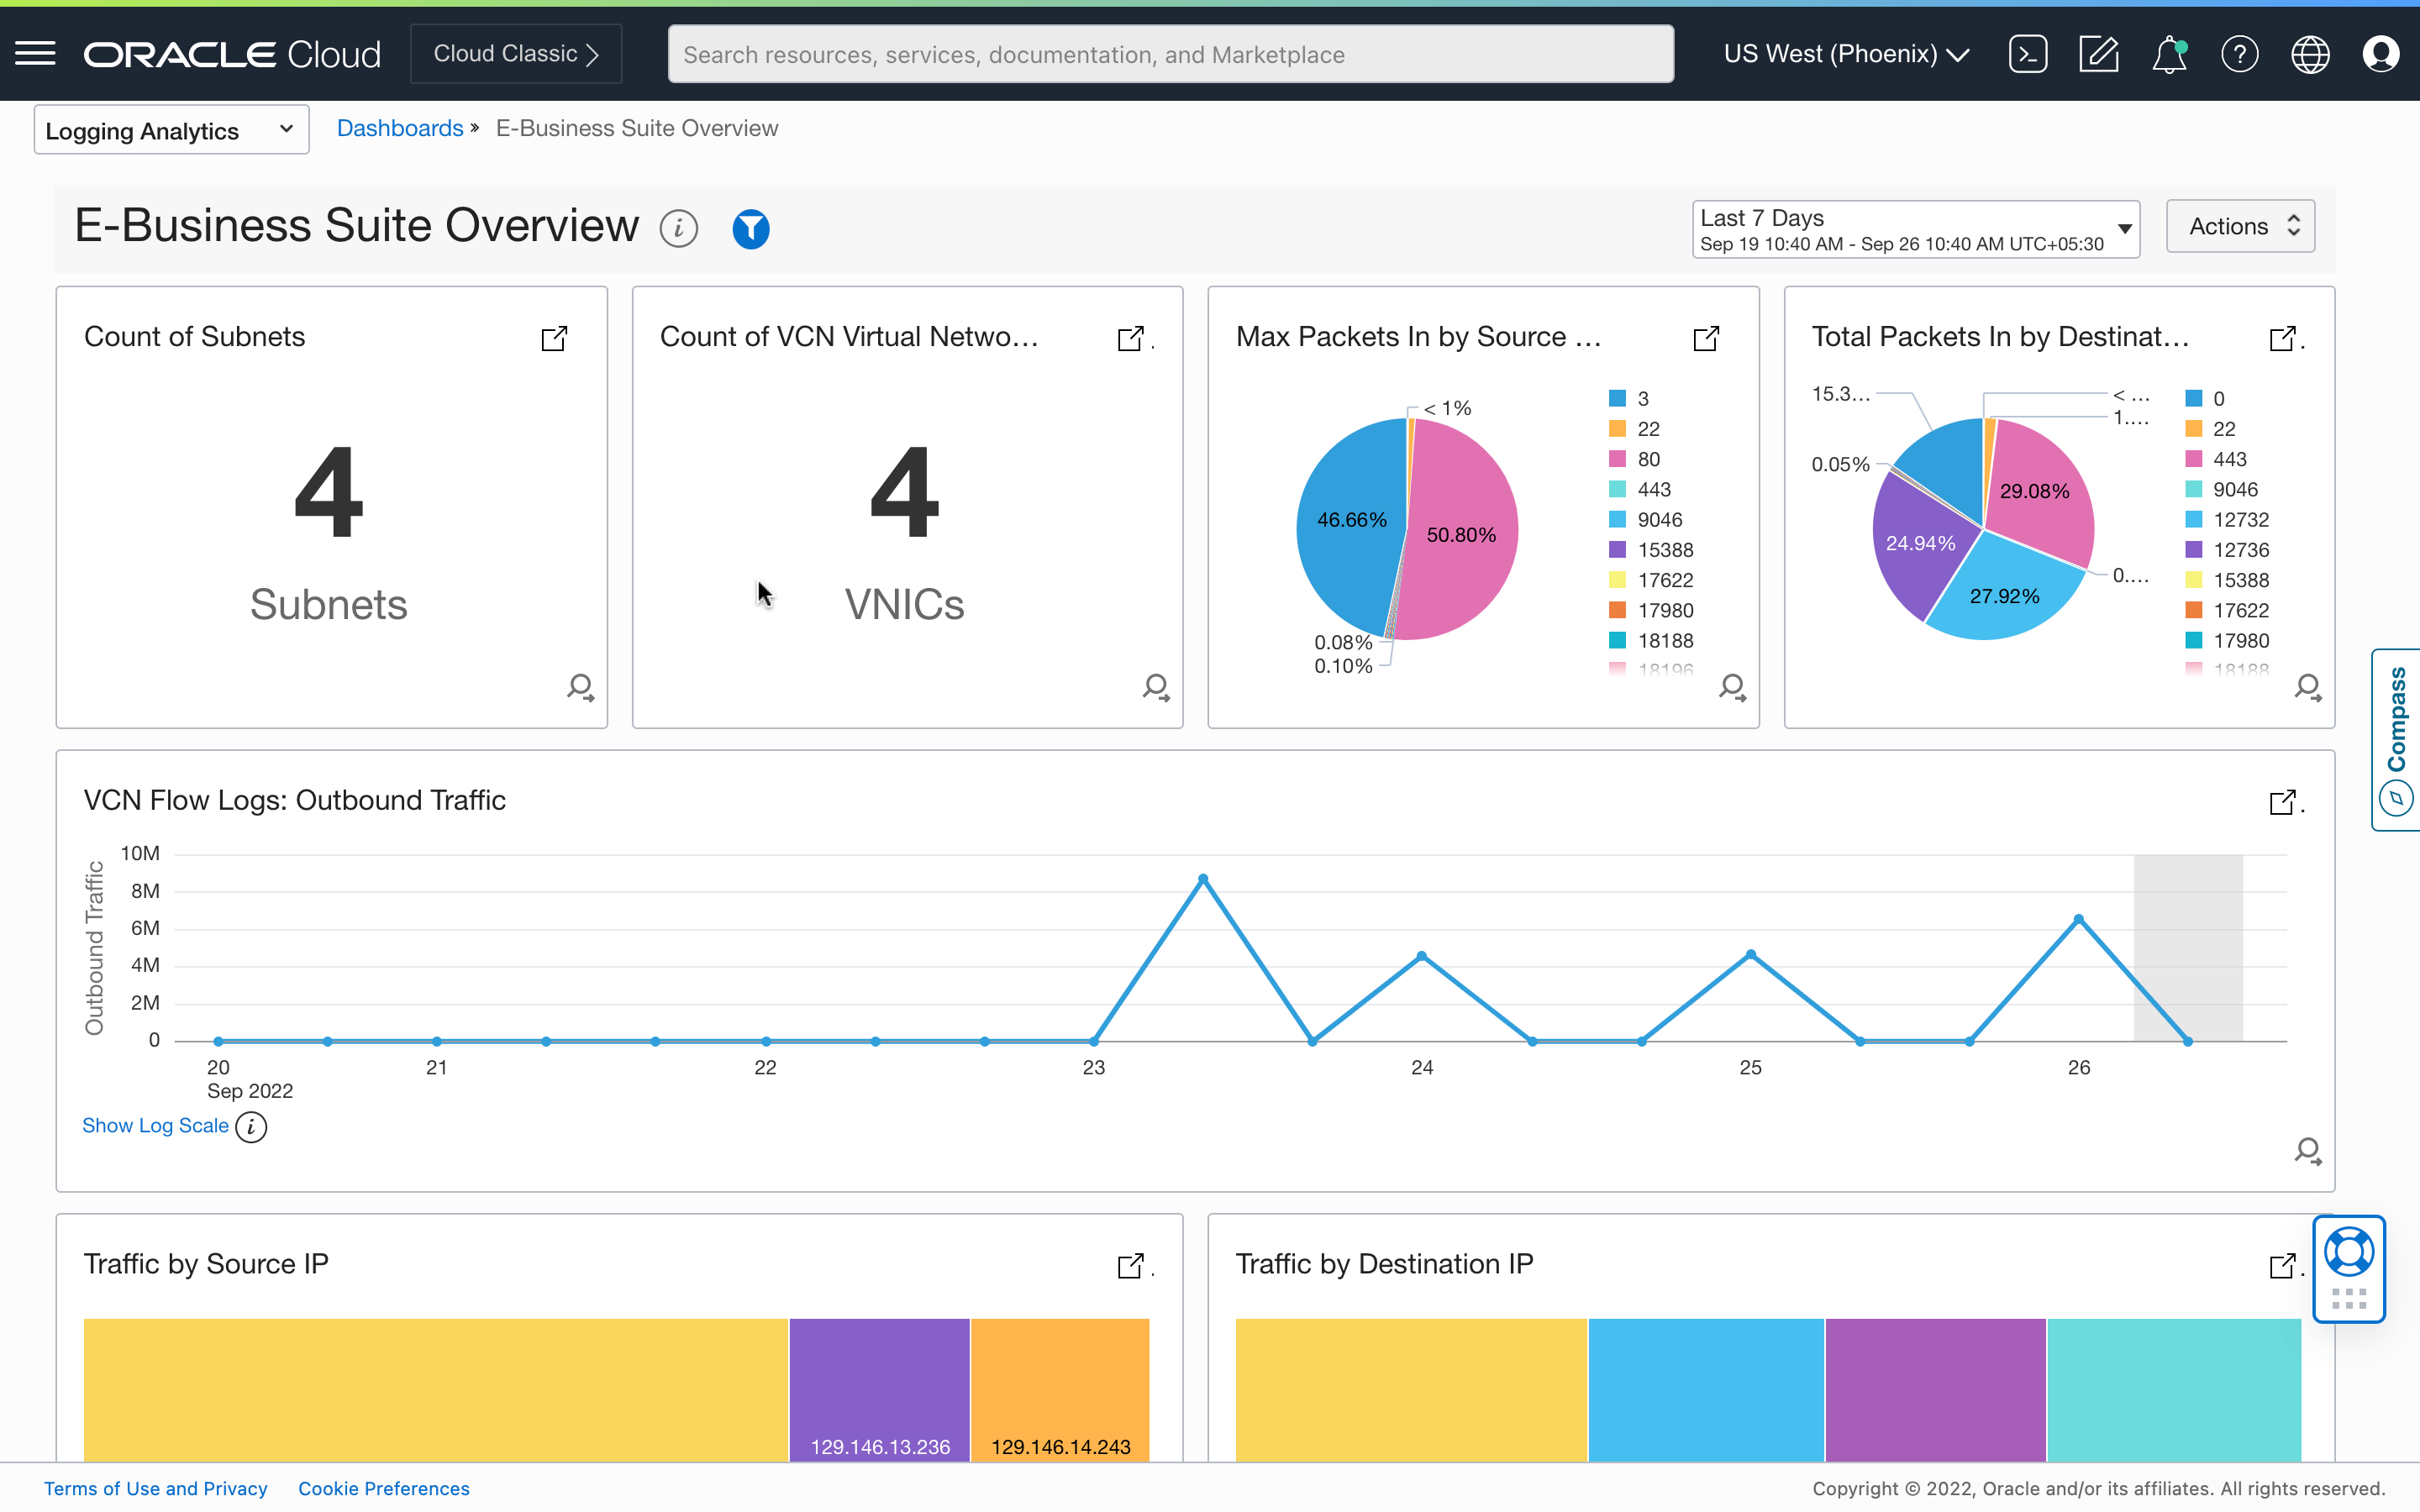 ORACLE Cloud
Cloud Classic
Search resources, services, documentation, and Marketplace
US West (Phoenix)
Logging Analytics
Dashboards » E-Business Suite Overview
E-Business Suite Overview
Last 7 Days
Sep 19 10:40 AM - Sep 26 10:40 AM UTC+05:30
Actions
Count of Subnets
4
Subnets
Count of VCN Virtual Netwo...
4
VNICs
Max Packets In by Source ...
< 1%
46.66%
50.80%
0.08%
0.10%
3
22
80
443
9046
15388
17622
17980
18188
18196
Total Packets In by Destinat...
15.3...
< ...
1....
0.05%
29.08%
24.94%
0....
27.92%
0
22
443
9046
12732
12736
15388
17622
17980
18188
Compass
VCN Flow Logs: Outbound Traffic
Outbound Traffic
10M
8M
6M
4M
2M
0
20 21 22 23 24 25 26
Sep 2022
Show Log Scale
Traffic by Source IP
129.146.13.236
129.146.14.243
Traffic by Destination IP
Terms of Use and Privacy
Cookie Preferences
Copyright © 2022, Oracle and/or its affiliates. All rights reserved.